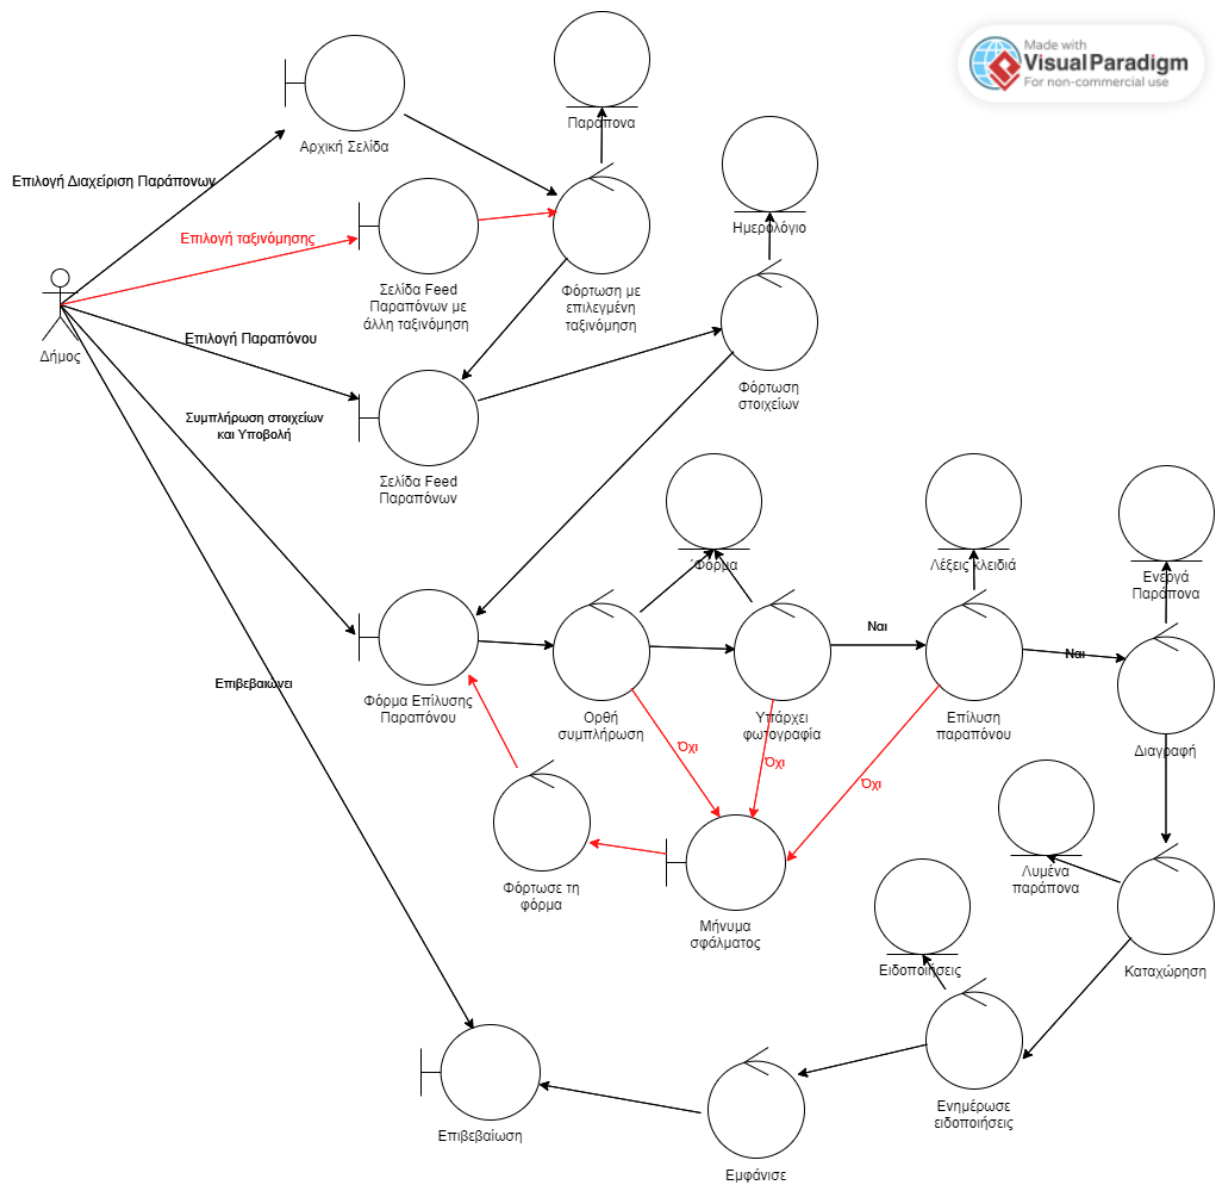 Made with
Visual Paradigm
For non-commercial use
Παράπονα
Αρχική Σελίδα
Επιλογή Διαχείριση Παράπονων
Ημερολόγιο
Επιλογή ταξινόμησης
Σελίδα Feed
Παραπόνων με
άλλη ταξινόμηση
Φόρτωση με
επιλεγμένη
ταξινόμηση
Επιλογή Παραπόνου
Δήμος
Φόρτωση
στοιχείων
Συμπλήρωση στοιχείων
και Υποβολή
Σελίδα Feed
Παραπόνων
Φόρμα
Λέξεις κλειδιά
Ενεργά
Παράπονα
Ναι
Ναι
Επιβεβαιώνει
Φόρμα Επίλυσης
Παραπόνου
Ορθή
συμπλήρωση
Υπάρχει
φωτογραφία
Επίλυση
παραπόνου
Διαγραφή
Όχι
Όχι
Όχι
Φόρτωσε τη
φόρμα
Μήνυμα
σφάλματος
Λυμένα
παράπονα
Ειδοποιήσεις
Καταχώρηση
Ενημέρωσε
ειδοποιήσεις
Επιβεβαίωση
Εμφάνισε